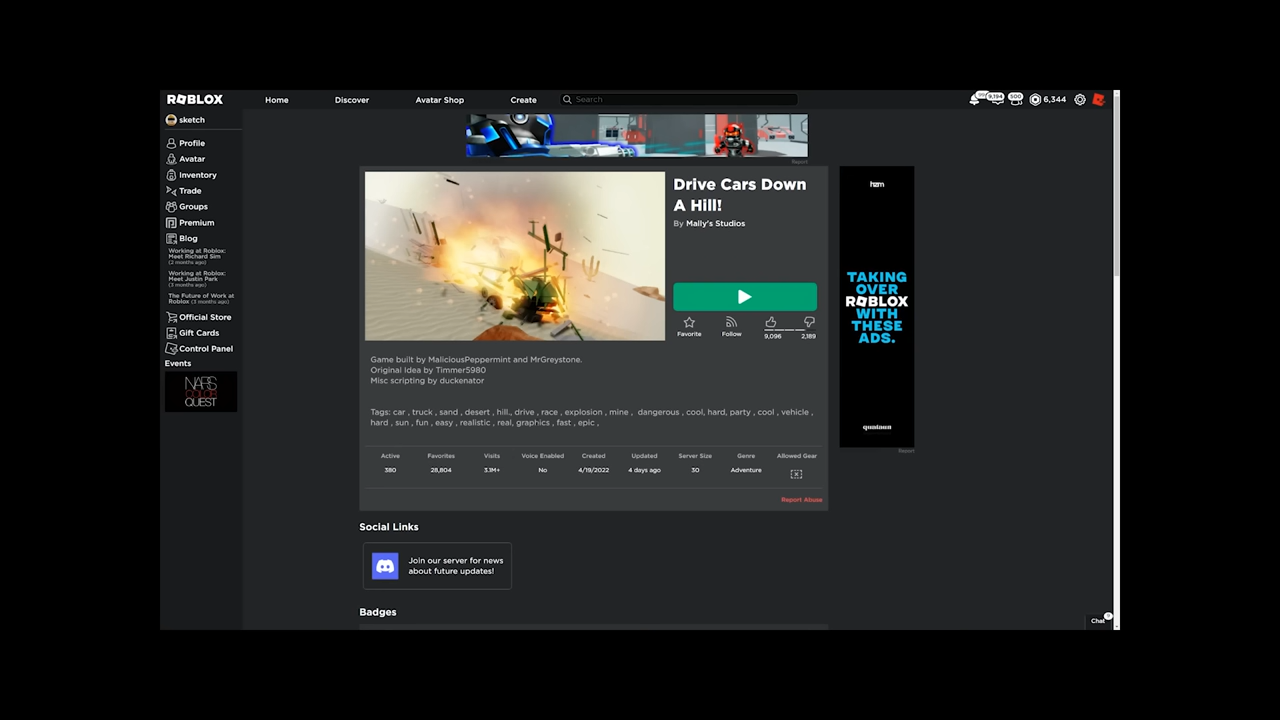 ROBLOX
Home
Discover
Avatar Shop
Create
Search
9,194
500
6,344
sketch
Profile
Avatar
Inventory
Trade
Groups
Premium
Blog
Working at Roblox:
Meet Richard Sim
(2 months ago)
Working at Roblox:
Meet Justin Park
(3 months ago)
The Future of Work at
Roblox (3 months ago)
Official Store
Gift Cards
Control Panel
Events
NARS
COLOR
QUEST
Report
Drive Cars Down
A Hill!
By Mally's Studios
Favorite
Follow
9,096
2,189
Game built by MaliciousPeppermint and MrGreystone.
Original Idea by Timmer5980
Misc scripting by duckenator
Tags: car , truck , sand , desert , hill., drive , race , explosion , mine , dangerous , cool, hard, party , cool , vehicle ,
hard , sun , fun , easy , realistic , real, graphics , fast , epic ,
Active
Favorites
Visits
Voice Enabled
Created
Updated
Server Size
Genre
Allowed Gear
380
28,804
3.1M+
No
4/19/2022
4 days ago
30
Adventure
Report Abuse
TAKING
OVER
ROBLOX
WITH
THESE
ADS.
Report
Social Links
Join our server for news
about future updates!
Badges
Chat